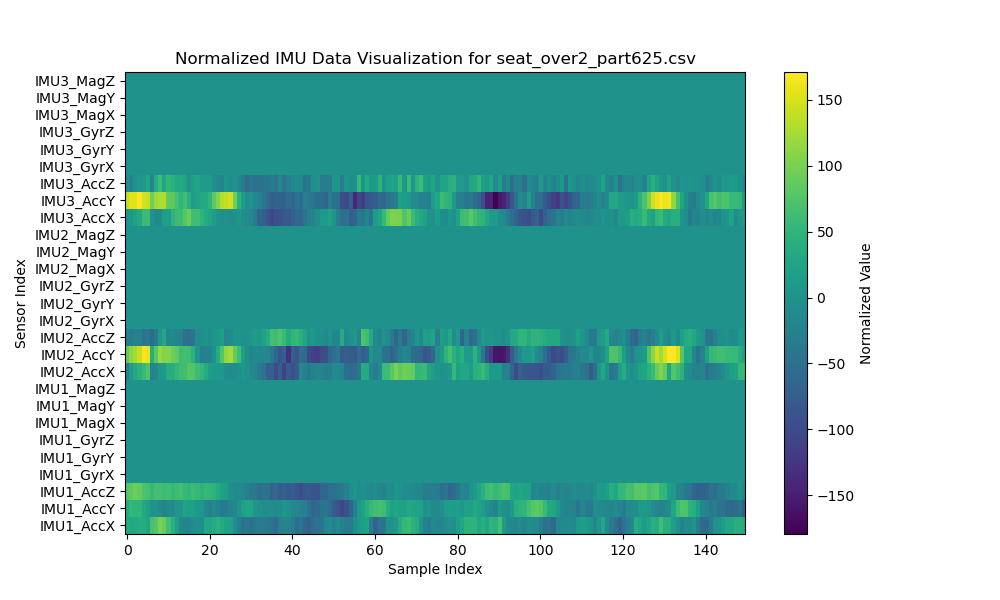 Normalized IMU Data Visualization for seat_over2_part625.csv
IMU3_MagZ
IMU3_MagY
IMU3_MagX
IMU3_GyrZ
IMU3_GyrY
IMU3_GyrX
IMU3_AccZ
IMU3_AccY
IMU3_AccX
IMU2_MagZ
IMU2_MagY
IMU2_MagX
IMU2_GyrZ
IMU2_GyrY
IMU2_GyrX
IMU2_AccZ
IMU2_AccY
IMU2_AccX
IMU1_MagZ
IMU1_MagY
IMU1_MagX
IMU1_GyrZ
IMU1_GyrY
IMU1_GyrX
IMU1_AccZ
IMU1_AccY
IMU1_AccX
Sensor Index
0 20 40 60 80 100 120 140
Sample Index
150
100
50
0
−50
−100
−150
Normalized Value